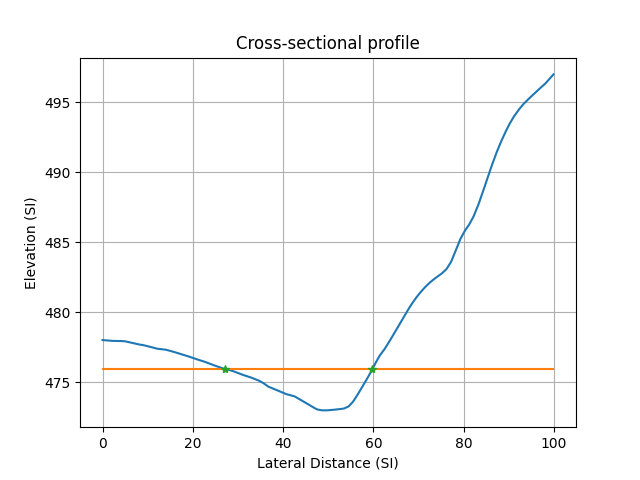 Cross-sectional profile
495
490
485
480
475
Elevation (SI)
0 20 40 60 80 100
Lateral Distance (SI)